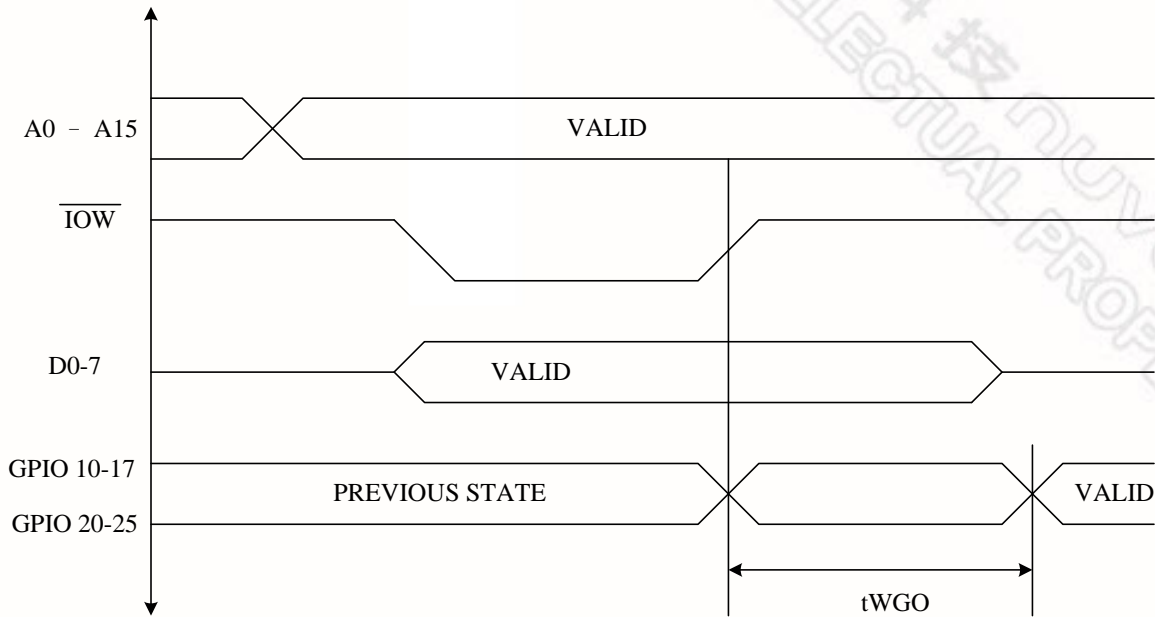 A0 - A15
VALID
IOW
D0-7
VALID
GPIO 10-17
PREVIOUS STATE
VALID
GPIO 20-25
tWGO